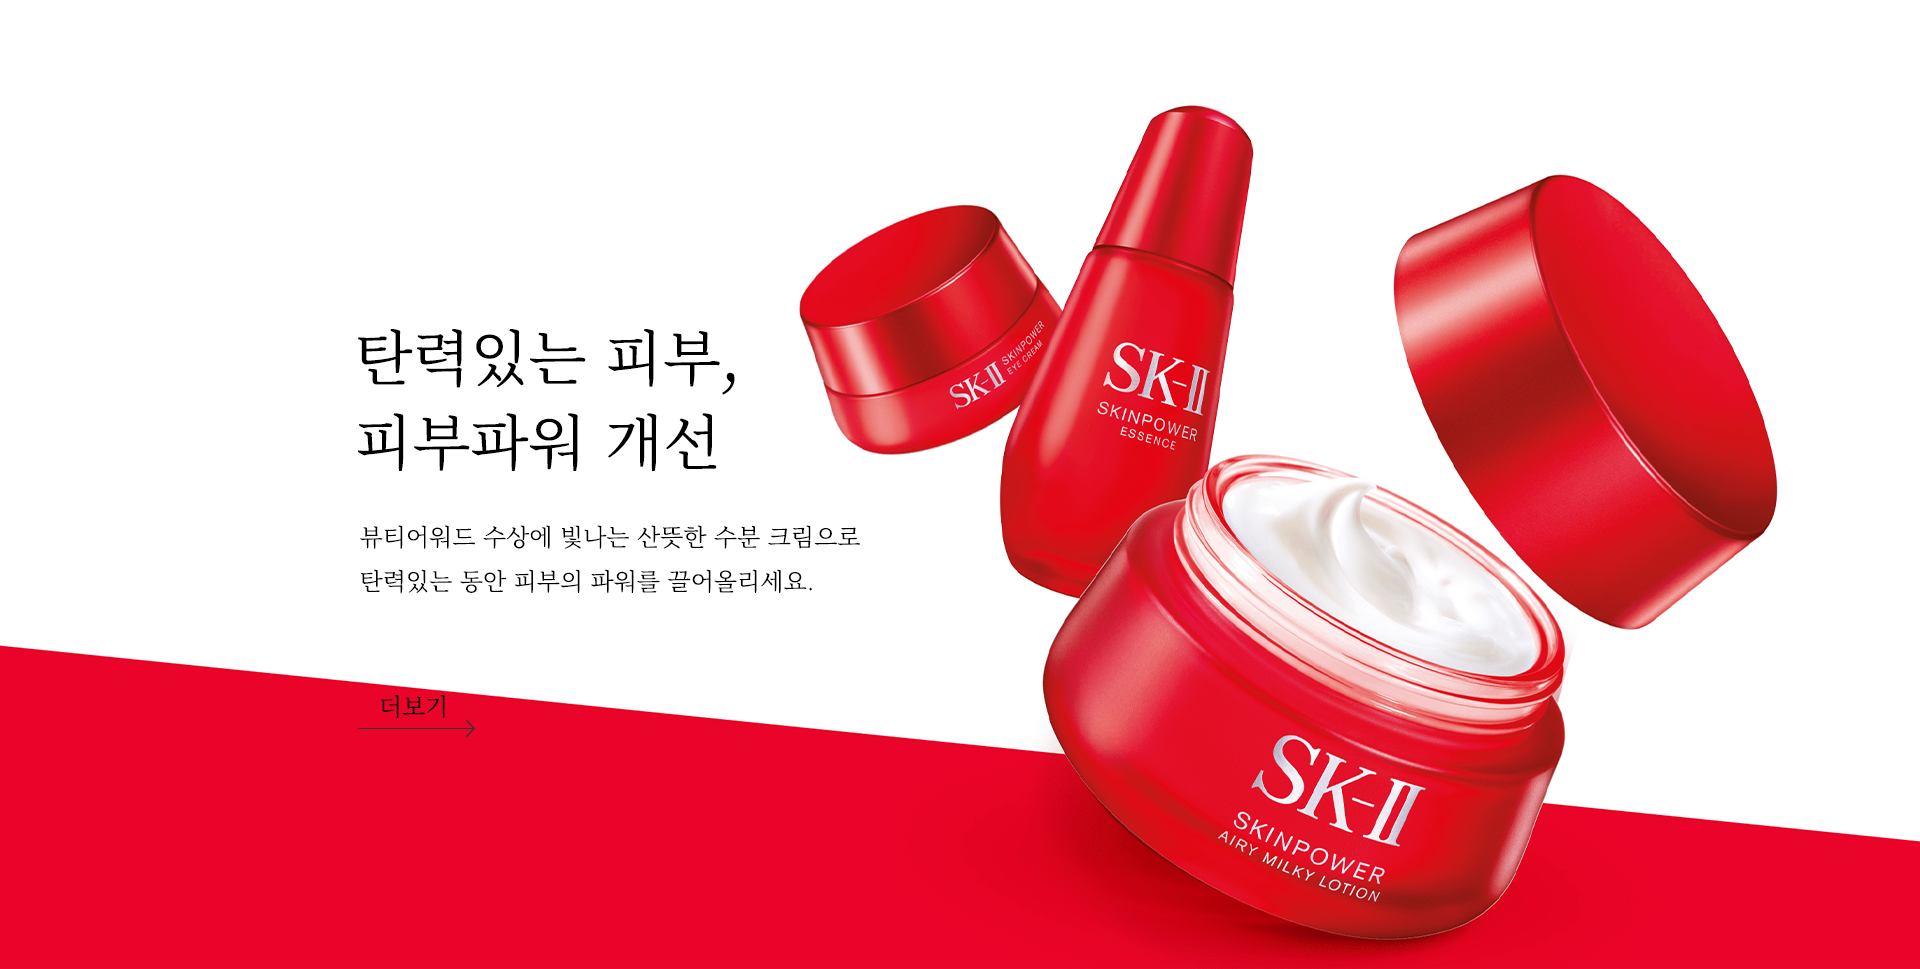 탄력있는 피부,
피부파워 개선
뷰티어워드 수상에 빛나는 산뜻한 수분 크림으로
탄력있는 동안 피부의 파워를 끌어올리세요.
더보기
SK-II
SKINPOWER
EYE CREAM
SK-II
SKINPOWER
ESSENCE
SK-II
SKINPOWER
AIRY MILKY LOTION